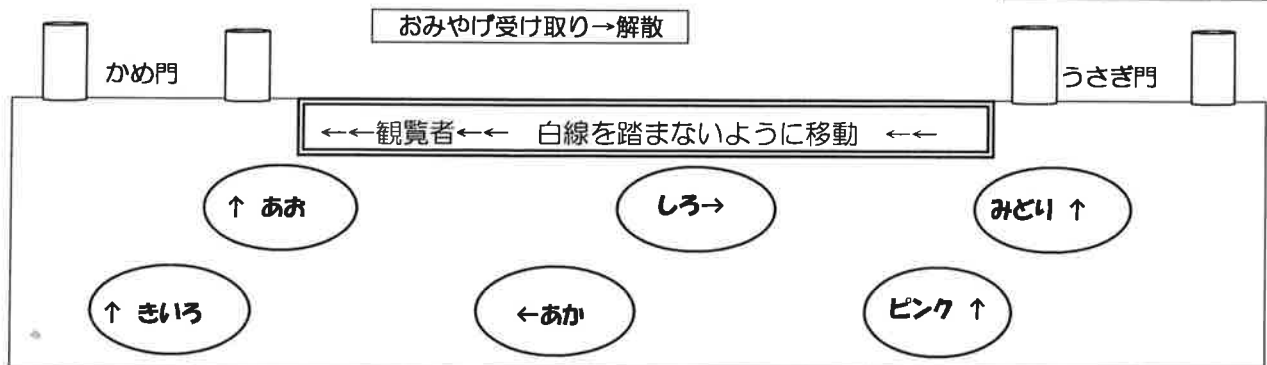 おみやげ受け取り→解散
かめ門
うさぎ門
←←観覧者←← 白線を踏まないように移動 ←←
↑ あお
しろ→
みどり ↑
↑ きいろ
←あか
ピンク ↑